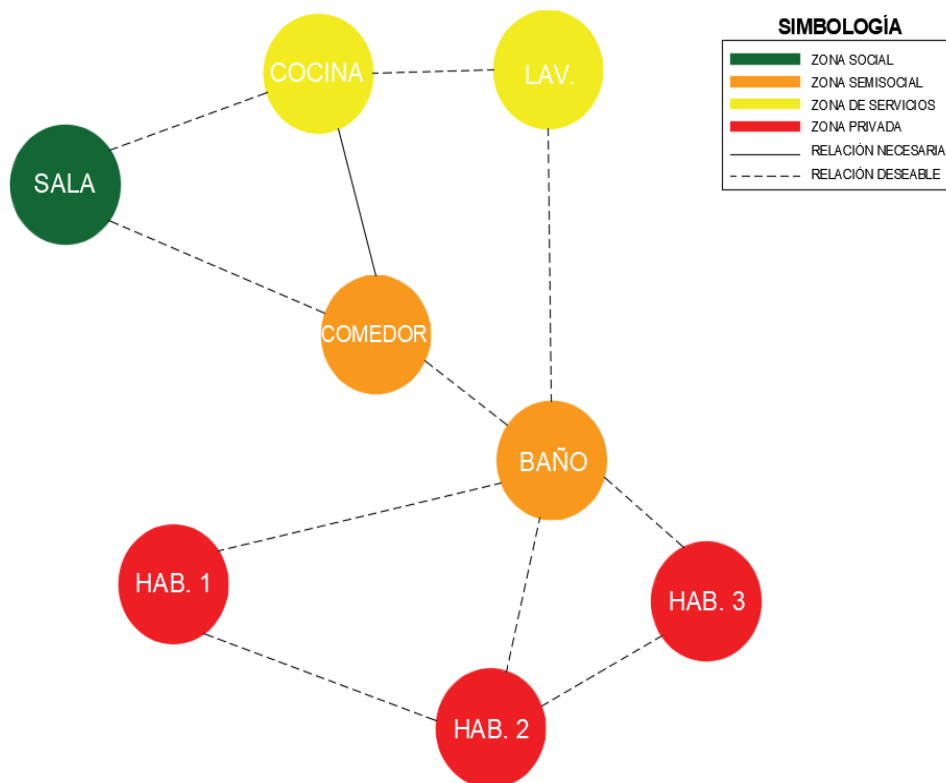 SIMBOLOGÍA
ZONA SOCIAL
ZONA SEMISOCIAL
ZONA DE SERVICIOS
ZONA PRIVADA
RELACIÓN NECESARIA
RELACIÓN DESEABLE
COCINA
LAV.
SALA
COMEDOR
BAÑO
HAB. 1
HAB. 3
HAB. 2